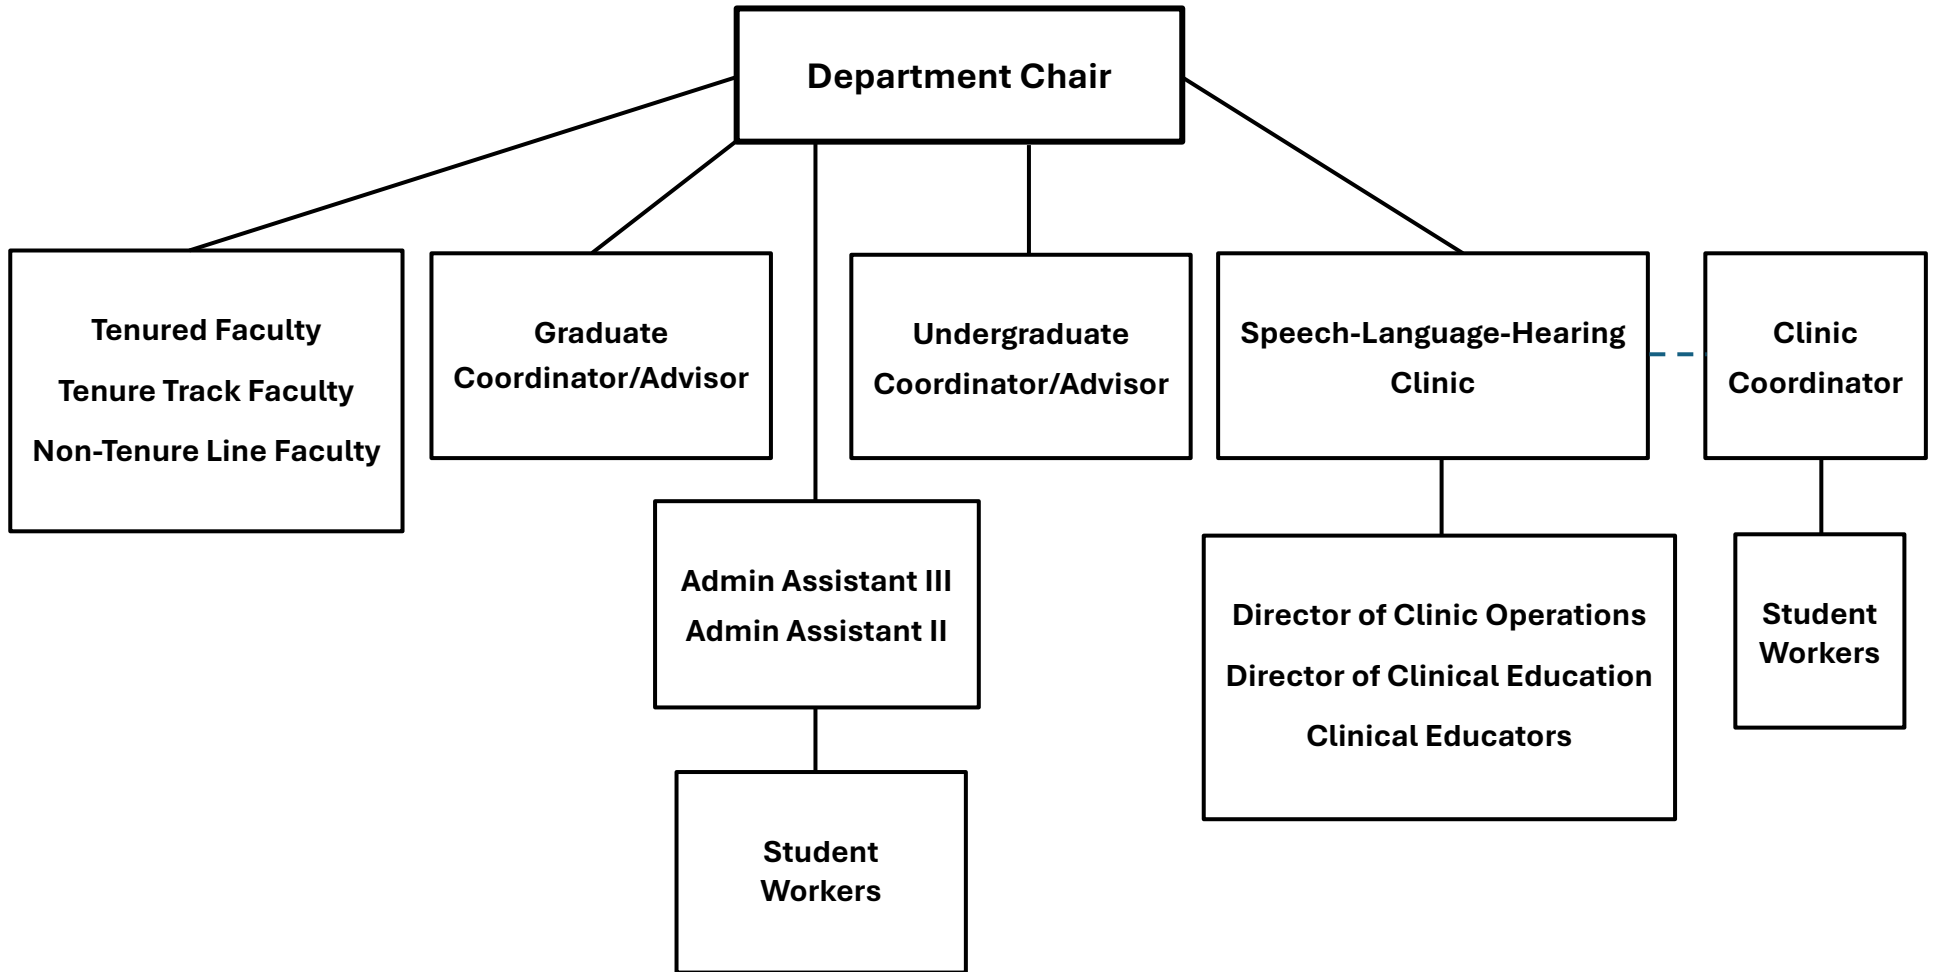 Department Chair
Tenured Faculty
Tenure Track Faculty
Non-Tenure Line Faculty
Graduate
Coordinator/Advisor
Undergraduate
Coordinator/Advisor
Speech-Language-Hearing
Clinic
Clinic
Coordinator
Admin Assistant III
Admin Assistant II
Director of Clinic Operations
Director of Clinical Education
Clinical Educators
Student
Workers
Student
Workers